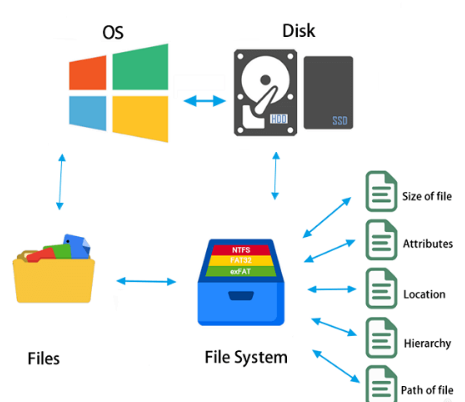 OS
Disk
HDD
SSD
Size of file
NTFS
FAT32
exFAT
Attributes
Location
Hierarchy
Files
File System
Path of file